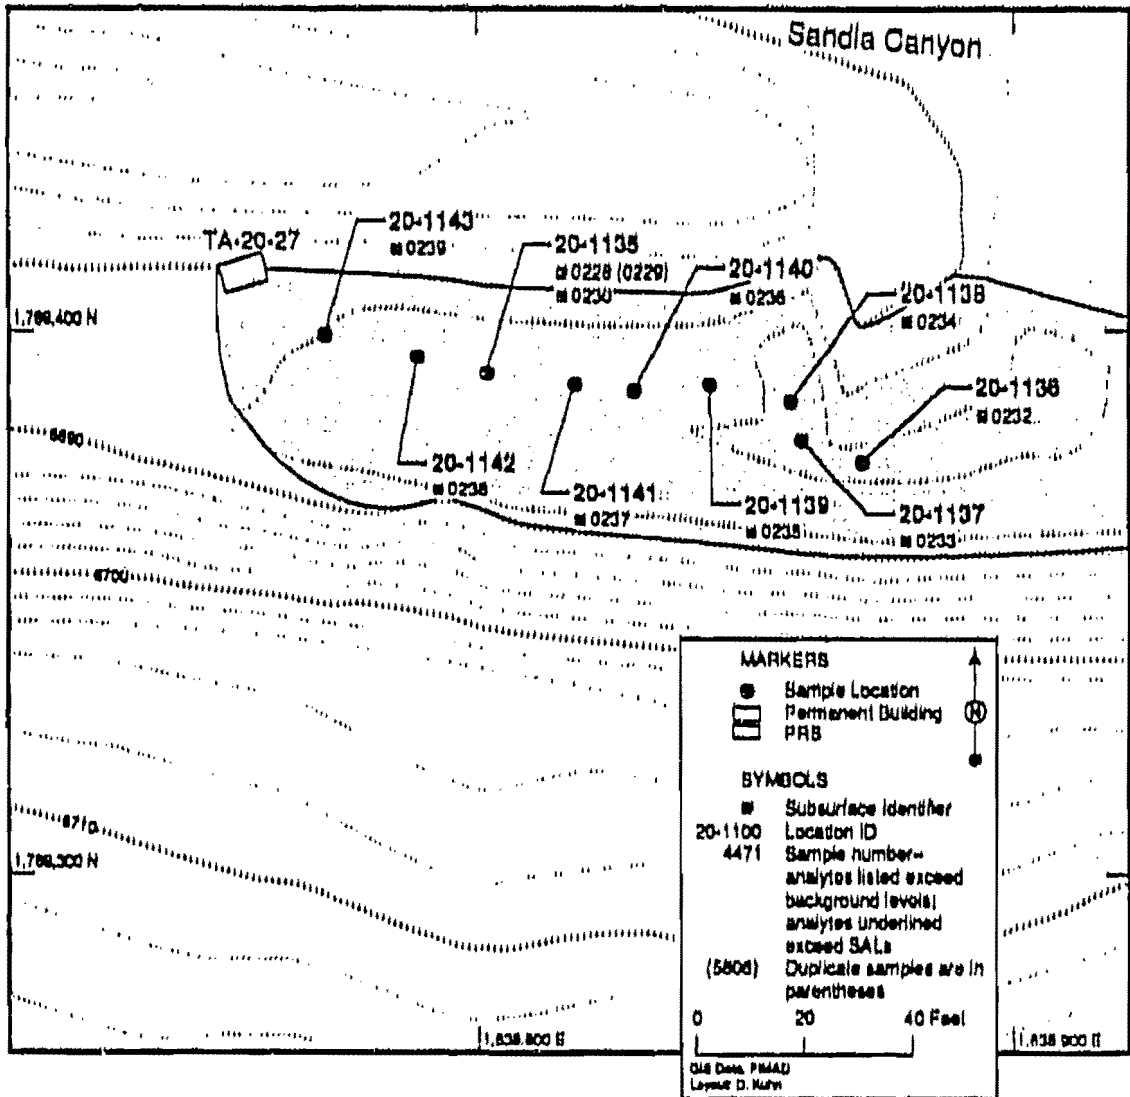 Sandia Canyon
TA-20-27
20-1143
0239
20-1135
0228 (0229)
0230
20-1140
0236
20-1138
0234
20-1136
0232
1,769,400 N
6690
20-1142
0238
20-1141
0237
20-1139
0235
20-1137
0233
6700
6710
1,769,300 N
1,638,800 E
1,638,900 E
MARKERS
Sample Location
Permanent Building
PRS
N
SYMBOLS
Subsurface Identifier
20-1100 Location ID
4471 Sample number–
analytes listed exceed
background levels;
analytes underlined
exceed SALs
(5806) Duplicate samples are in
parentheses
0 20 40 Feet
GIS Data, FIMAD
Layout D. Kuhn